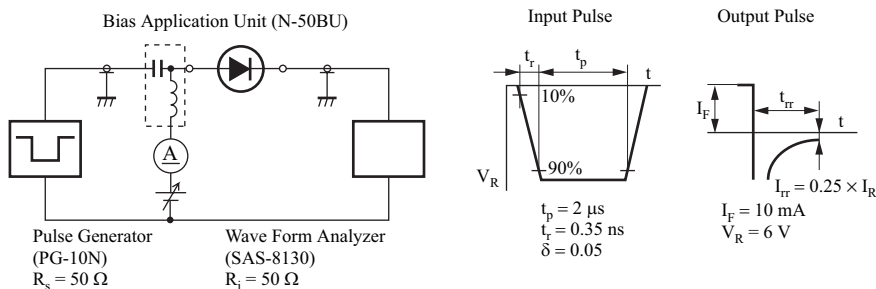 Bias Application Unit (N-50BU)
A
Pulse Generator
(PG-10N)
R_s = 50 Ω
Wave Form Analyzer
(SAS-8130)
R_i = 50 Ω
Input Pulse
t_r
t_p
t
10%
90%
V_R
t_p = 2 μs
t_r = 0.35 ns
δ = 0.05
Output Pulse
I_F
t_rr
t
I_rr = 0.25 × I_R
I_F = 10 mA
V_R = 6 V